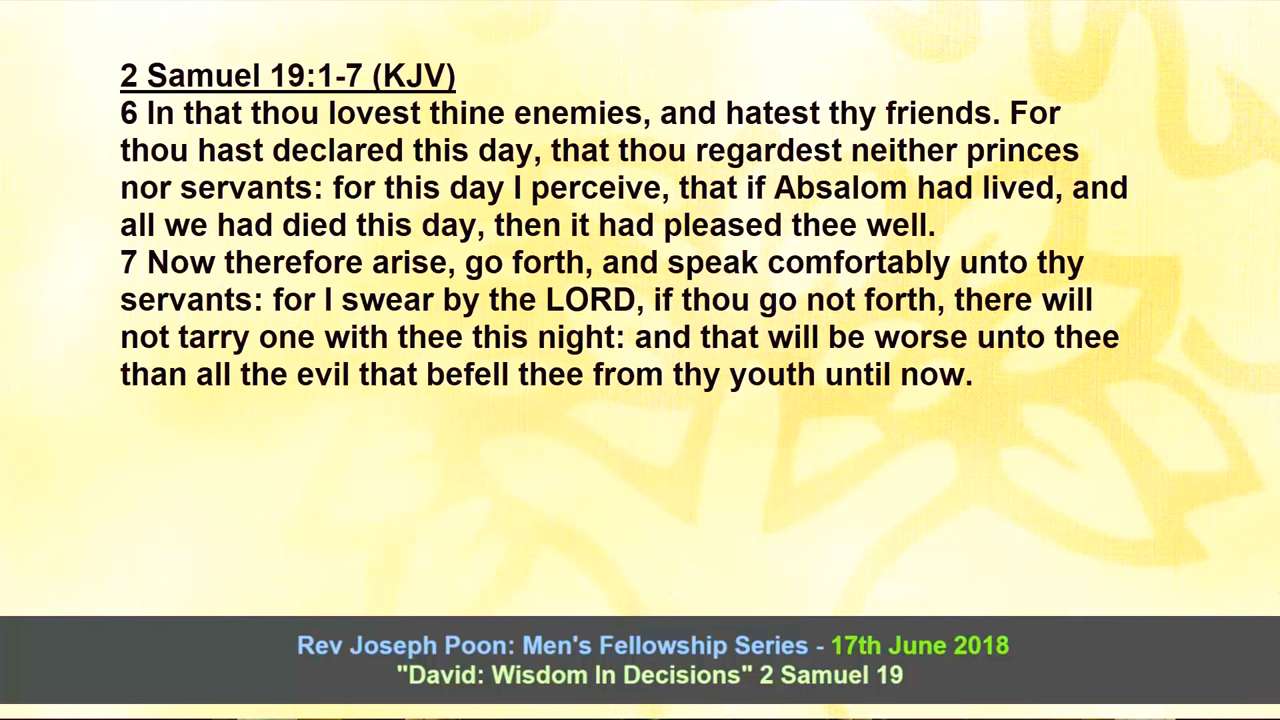 2 Samuel 19:1-7 (KJV)
6 In that thou lovest thine enemies, and hatest thy friends. For
thou hast declared this day, that thou regardest neither princes
nor servants: for this day I perceive, that if Absalom had lived, and
all we had died this day, then it had pleased thee well.
7 Now therefore arise, go forth, and speak comfortably unto thy
servants: for I swear by the LORD, if thou go not forth, there will
not tarry one with thee this night: and that will be worse unto thee
than all the evil that befell thee from thy youth until now.
Rev Joseph Poon: Men's Fellowship Series - 17th June 2018
"David: Wisdom In Decisions" 2 Samuel 19